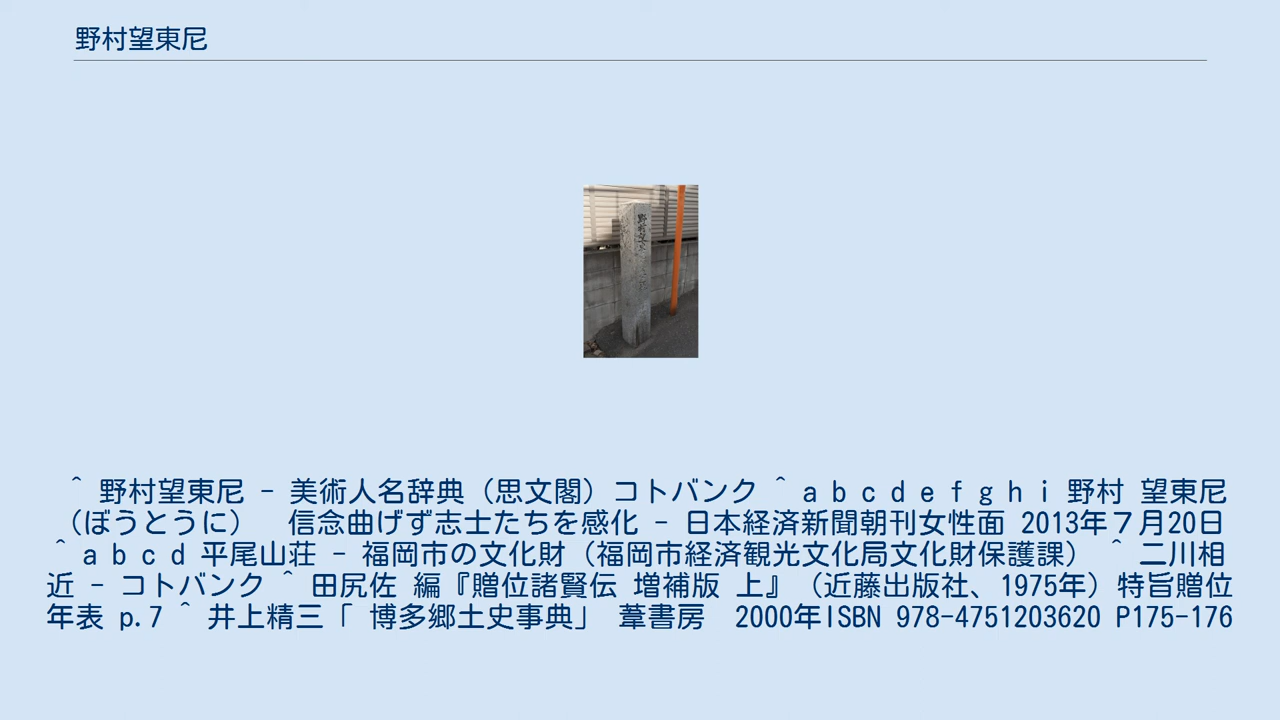 野村望東尼
野村望東
^ 野村望東尼 - 美術人名辞典（思文閣）コトバンク ^ a b c d e f g h i 野村 望東尼
（ぼうとうに） 信念曲げず志士たちを感化 - 日本経済新聞朝刊女性面 2013年７月20日
^ a b c d 平尾山荘 - 福岡市の文化財（福岡市経済観光文化局文化財保護課） ^ 二川相
近 - コトバンク ^ 田尻佐 編『贈位諸賢伝 増補版 上』（近藤出版社、1975年）特旨贈位
年表 p.7 ^ 井上精三「 博多郷土史事典」 葦書房 2000年ISBN 978-4751203620 P175-176